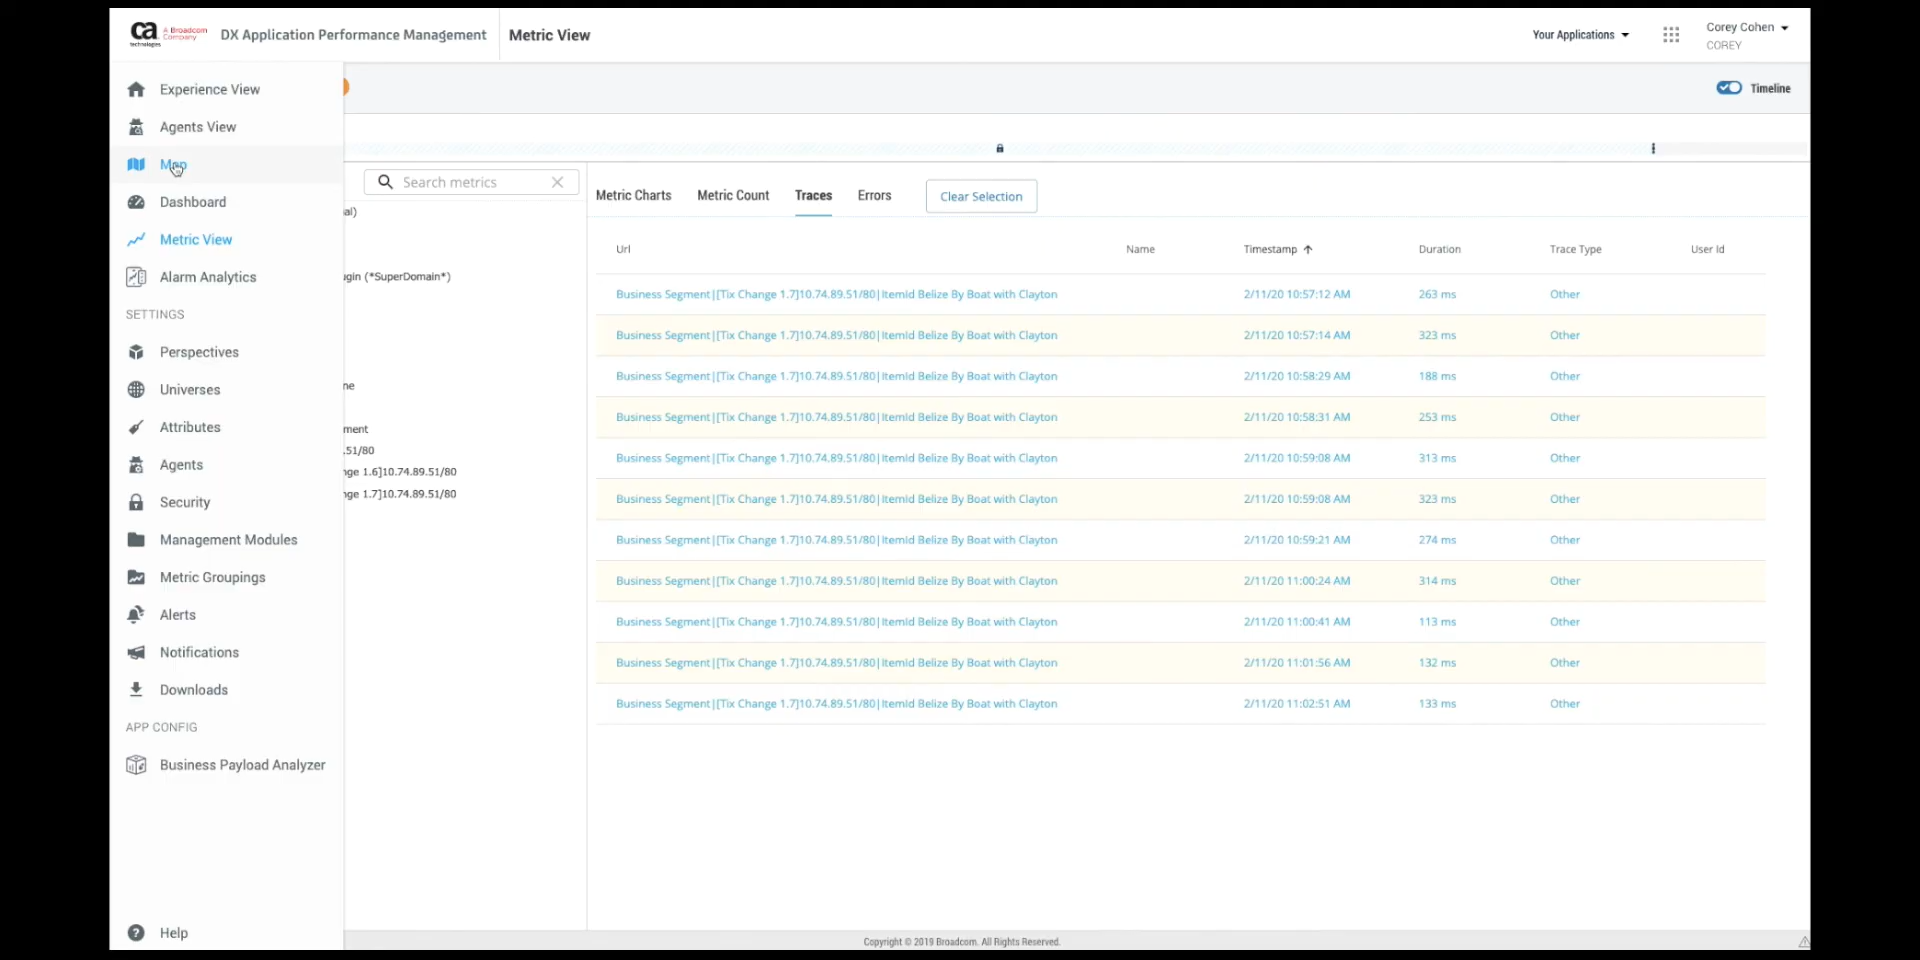 ca
technologies
A Broadcom
Company
DX Application Performance Management
Metric View
Your Applications
Corey Cohen
COREY
Experience View
Agents View
Map
Dashboard
Metric View
Alarm Analytics
SETTINGS
Perspectives
Universes
Attributes
Agents
Security
Management Modules
Metric Groupings
Alerts
Notifications
Downloads
APP CONFIG
Business Payload Analyzer
Help
Timeline
Search metrics
al)
ugin (*SuperDomain*)
ne
ment
.51/80
nge 1.6]10.74.89.51/80
nge 1.7]10.74.89.51/80
Metric Charts
Metric Count
Traces
Errors
Clear Selection
Url Name Timestamp Duration Trace Type User Id
Business Segment|[Tix Change 1.7]10.74.89.51/80|ItemId Belize By Boat with Clayton 2/11/20 10:57:12 AM 263 ms Other
Business Segment|[Tix Change 1.7]10.74.89.51/80|ItemId Belize By Boat with Clayton 2/11/20 10:57:14 AM 323 ms Other
Business Segment|[Tix Change 1.7]10.74.89.51/80|ItemId Belize By Boat with Clayton 2/11/20 10:58:29 AM 188 ms Other
Business Segment|[Tix Change 1.7]10.74.89.51/80|ItemId Belize By Boat with Clayton 2/11/20 10:58:31 AM 253 ms Other
Business Segment|[Tix Change 1.7]10.74.89.51/80|ItemId Belize By Boat with Clayton 2/11/20 10:59:08 AM 313 ms Other
Business Segment|[Tix Change 1.7]10.74.89.51/80|ItemId Belize By Boat with Clayton 2/11/20 10:59:08 AM 323 ms Other
Business Segment|[Tix Change 1.7]10.74.89.51/80|ItemId Belize By Boat with Clayton 2/11/20 10:59:21 AM 274 ms Other
Business Segment|[Tix Change 1.7]10.74.89.51/80|ItemId Belize By Boat with Clayton 2/11/20 11:00:24 AM 314 ms Other
Business Segment|[Tix Change 1.7]10.74.89.51/80|ItemId Belize By Boat with Clayton 2/11/20 11:00:41 AM 113 ms Other
Business Segment|[Tix Change 1.7]10.74.89.51/80|ItemId Belize By Boat with Clayton 2/11/20 11:01:56 AM 132 ms Other
Business Segment|[Tix Change 1.7]10.74.89.51/80|ItemId Belize By Boat with Clayton 2/11/20 11:02:51 AM 133 ms Other
Copyright © 2019 Broadcom. All Rights Reserved.